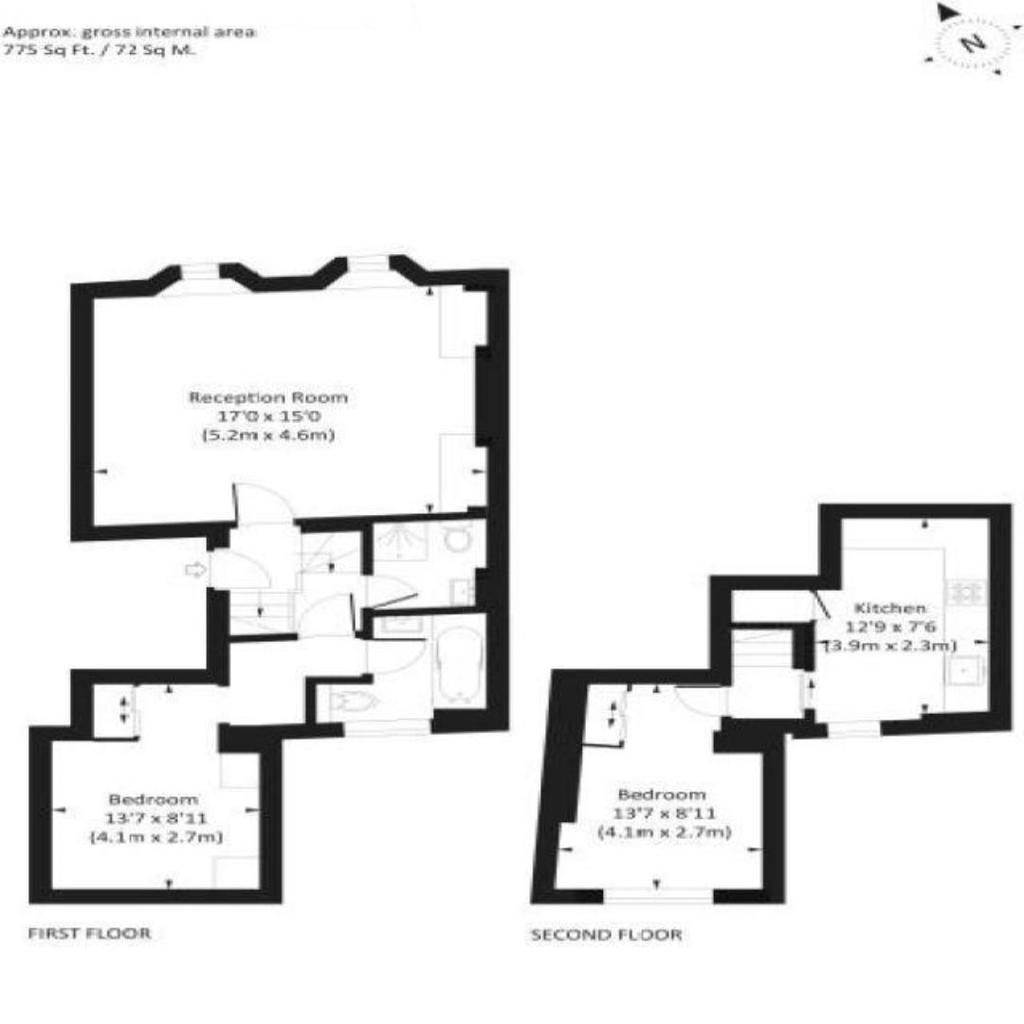 Approx. gross internal area
775 Sq Ft. / 72 Sq M.
N
Reception Room
17'0 x 15'0
(5.2m x 4.6m)
Kitchen
12'9 x 7'6
(3.9m x 2.3m)
Bedroom
13'7 x 8'11
(4.1m x 2.7m)
Bedroom
13'7 x 8'11
(4.1m x 2.7m)
FIRST FLOOR
SECOND FLOOR